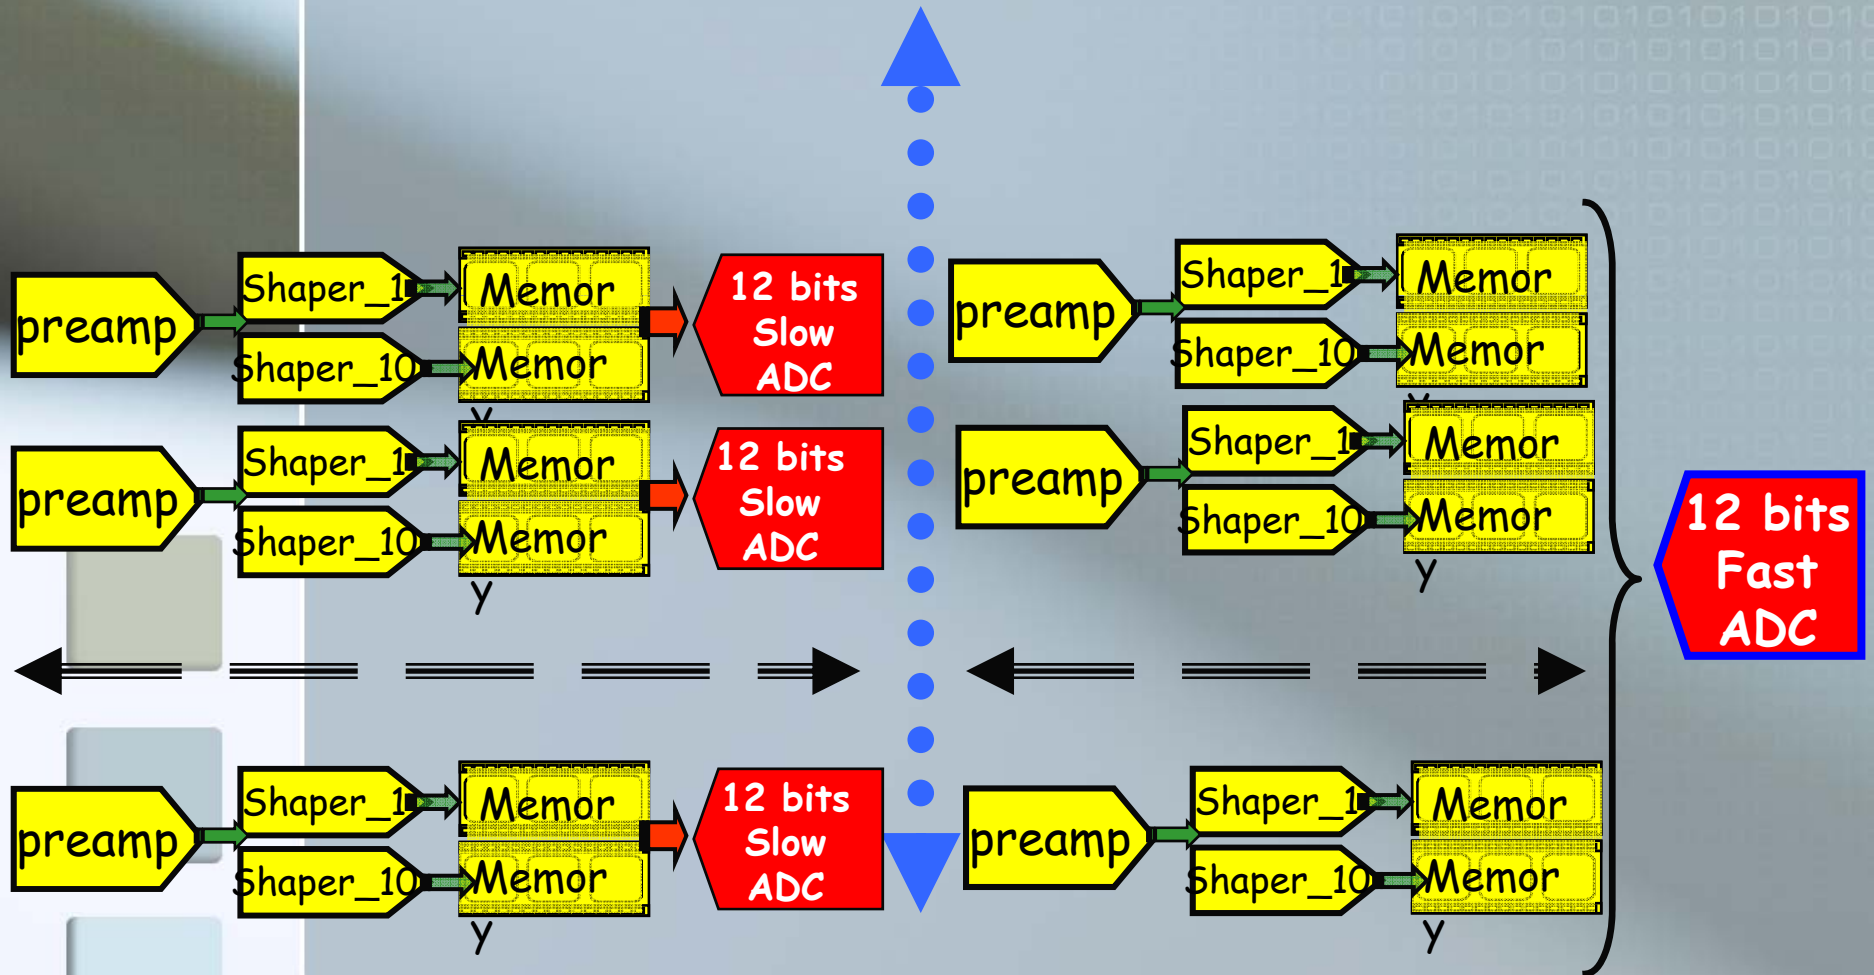 Shaper_1
Memor
preamp
Shaper_10
Memor
y
12 bits
Slow
ADC
Shaper_1
Memor
preamp
Shaper_10
Memor
y
12 bits
Slow
ADC
Shaper_1
Memor
preamp
Shaper_10
Memor
y
12 bits
Slow
ADC
Shaper_1
Memor
preamp
Shaper_10
Memor
y
Shaper_1
Memor
preamp
Shaper_10
Memor
y
Shaper_1
Memor
preamp
Shaper_10
Memor
y
12 bits
Fast
ADC